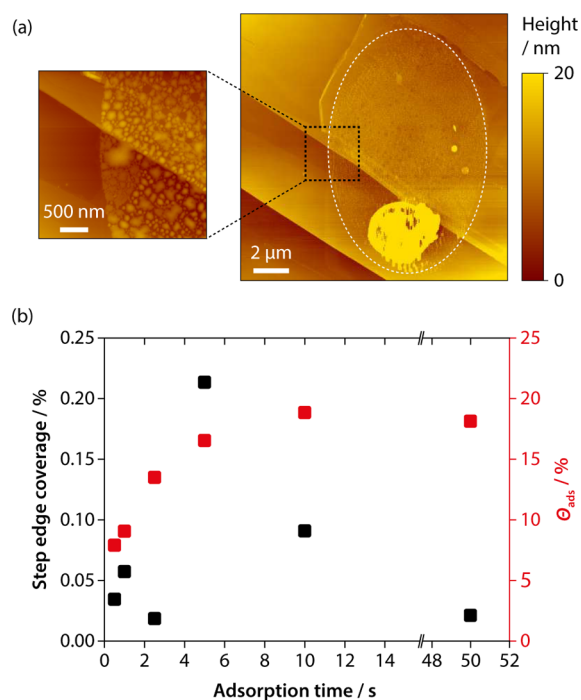 (a)
Height
/ nm
20
0
500 nm
2 μm
(b)
0.25
0.20
0.15
0.10
0.05
0.00
Step edge coverage / %
25
20
15
10
5
0
Θads / %
0 2 4 6 8 10 12 14 48 50 52
Adsorption time / s